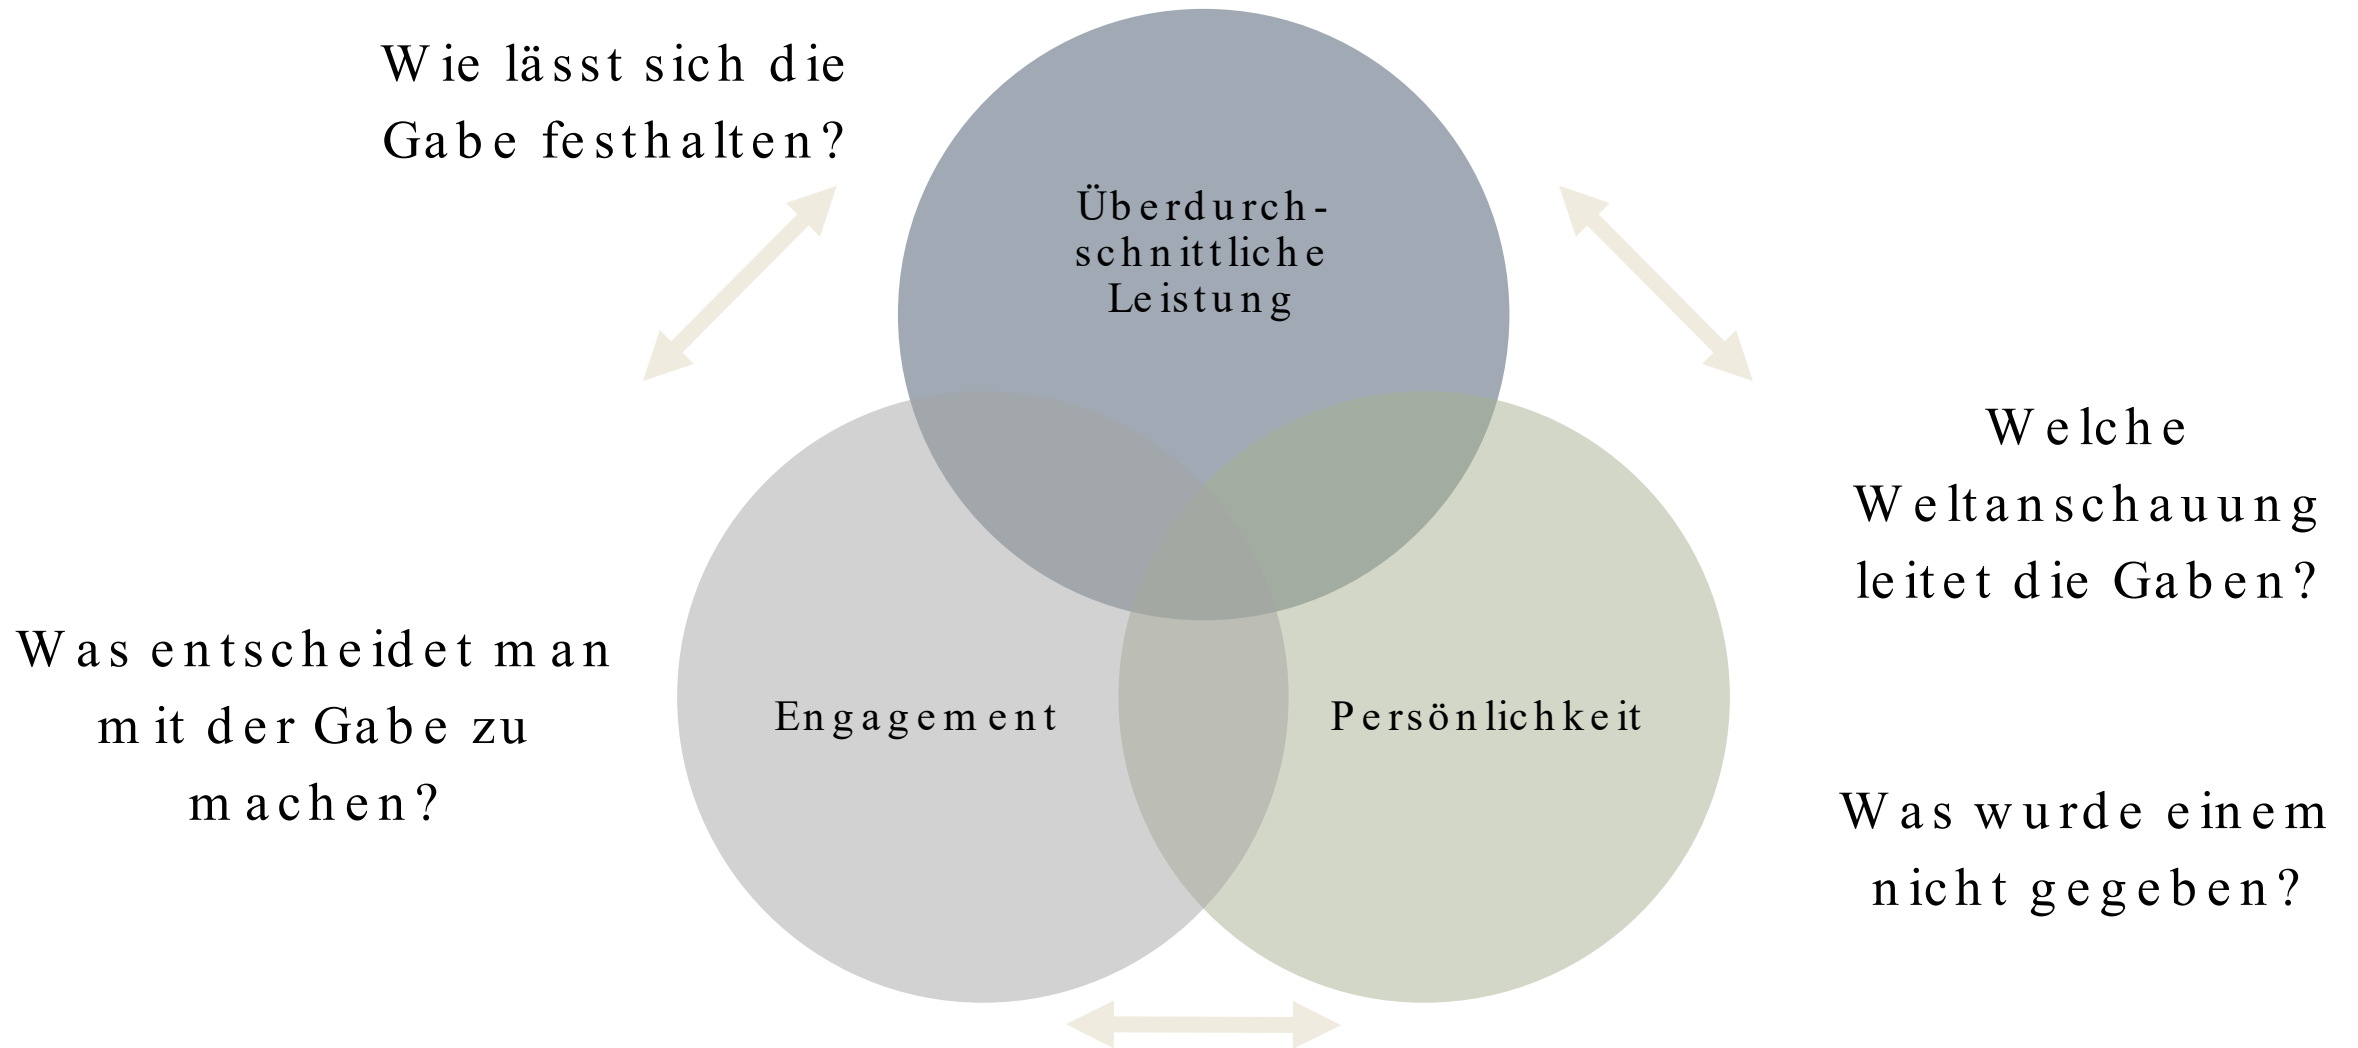 Wie lässt sich die
Gabe festhalten?
Überdurch-
schnittliche
Leistung
Welche
Weltanschauung
leitet die Gaben?
Was entscheidet man
mit der Gabe zu
machen?
Engagement
Persönlichkeit
Was wurde einem
nicht gegeben?